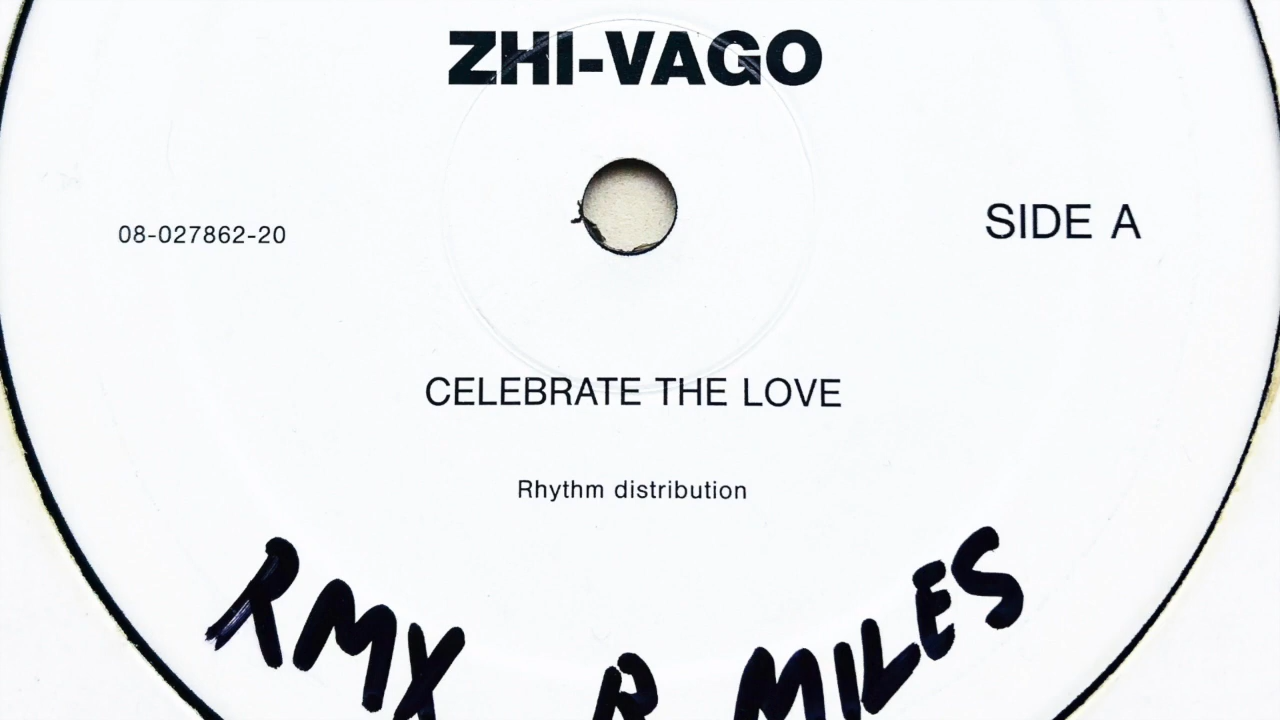 ZHI-VAGO
08-027862-20
SIDE A
CELEBRATE THE LOVE
Rhythm distribution
RMX R MILES